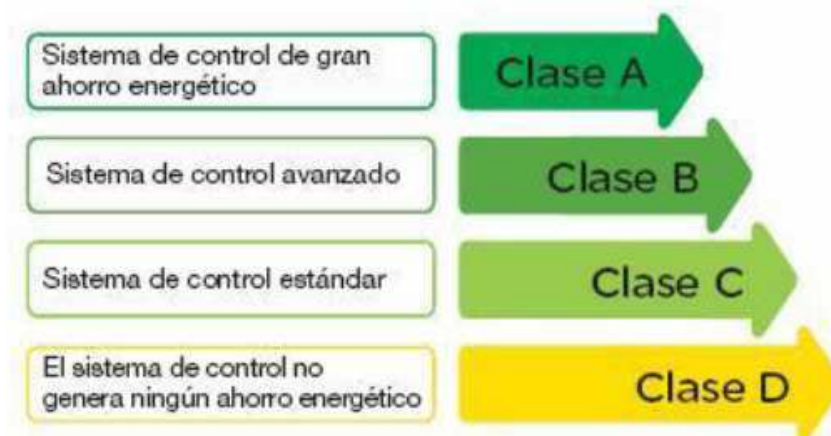 Sistema de control de gran
ahorro energético
Clase A
Sistema de control avanzado
Clase B
Sistema de control estándar
Clase C
El sistema de control no
genera ningún ahorro energético
Clase D